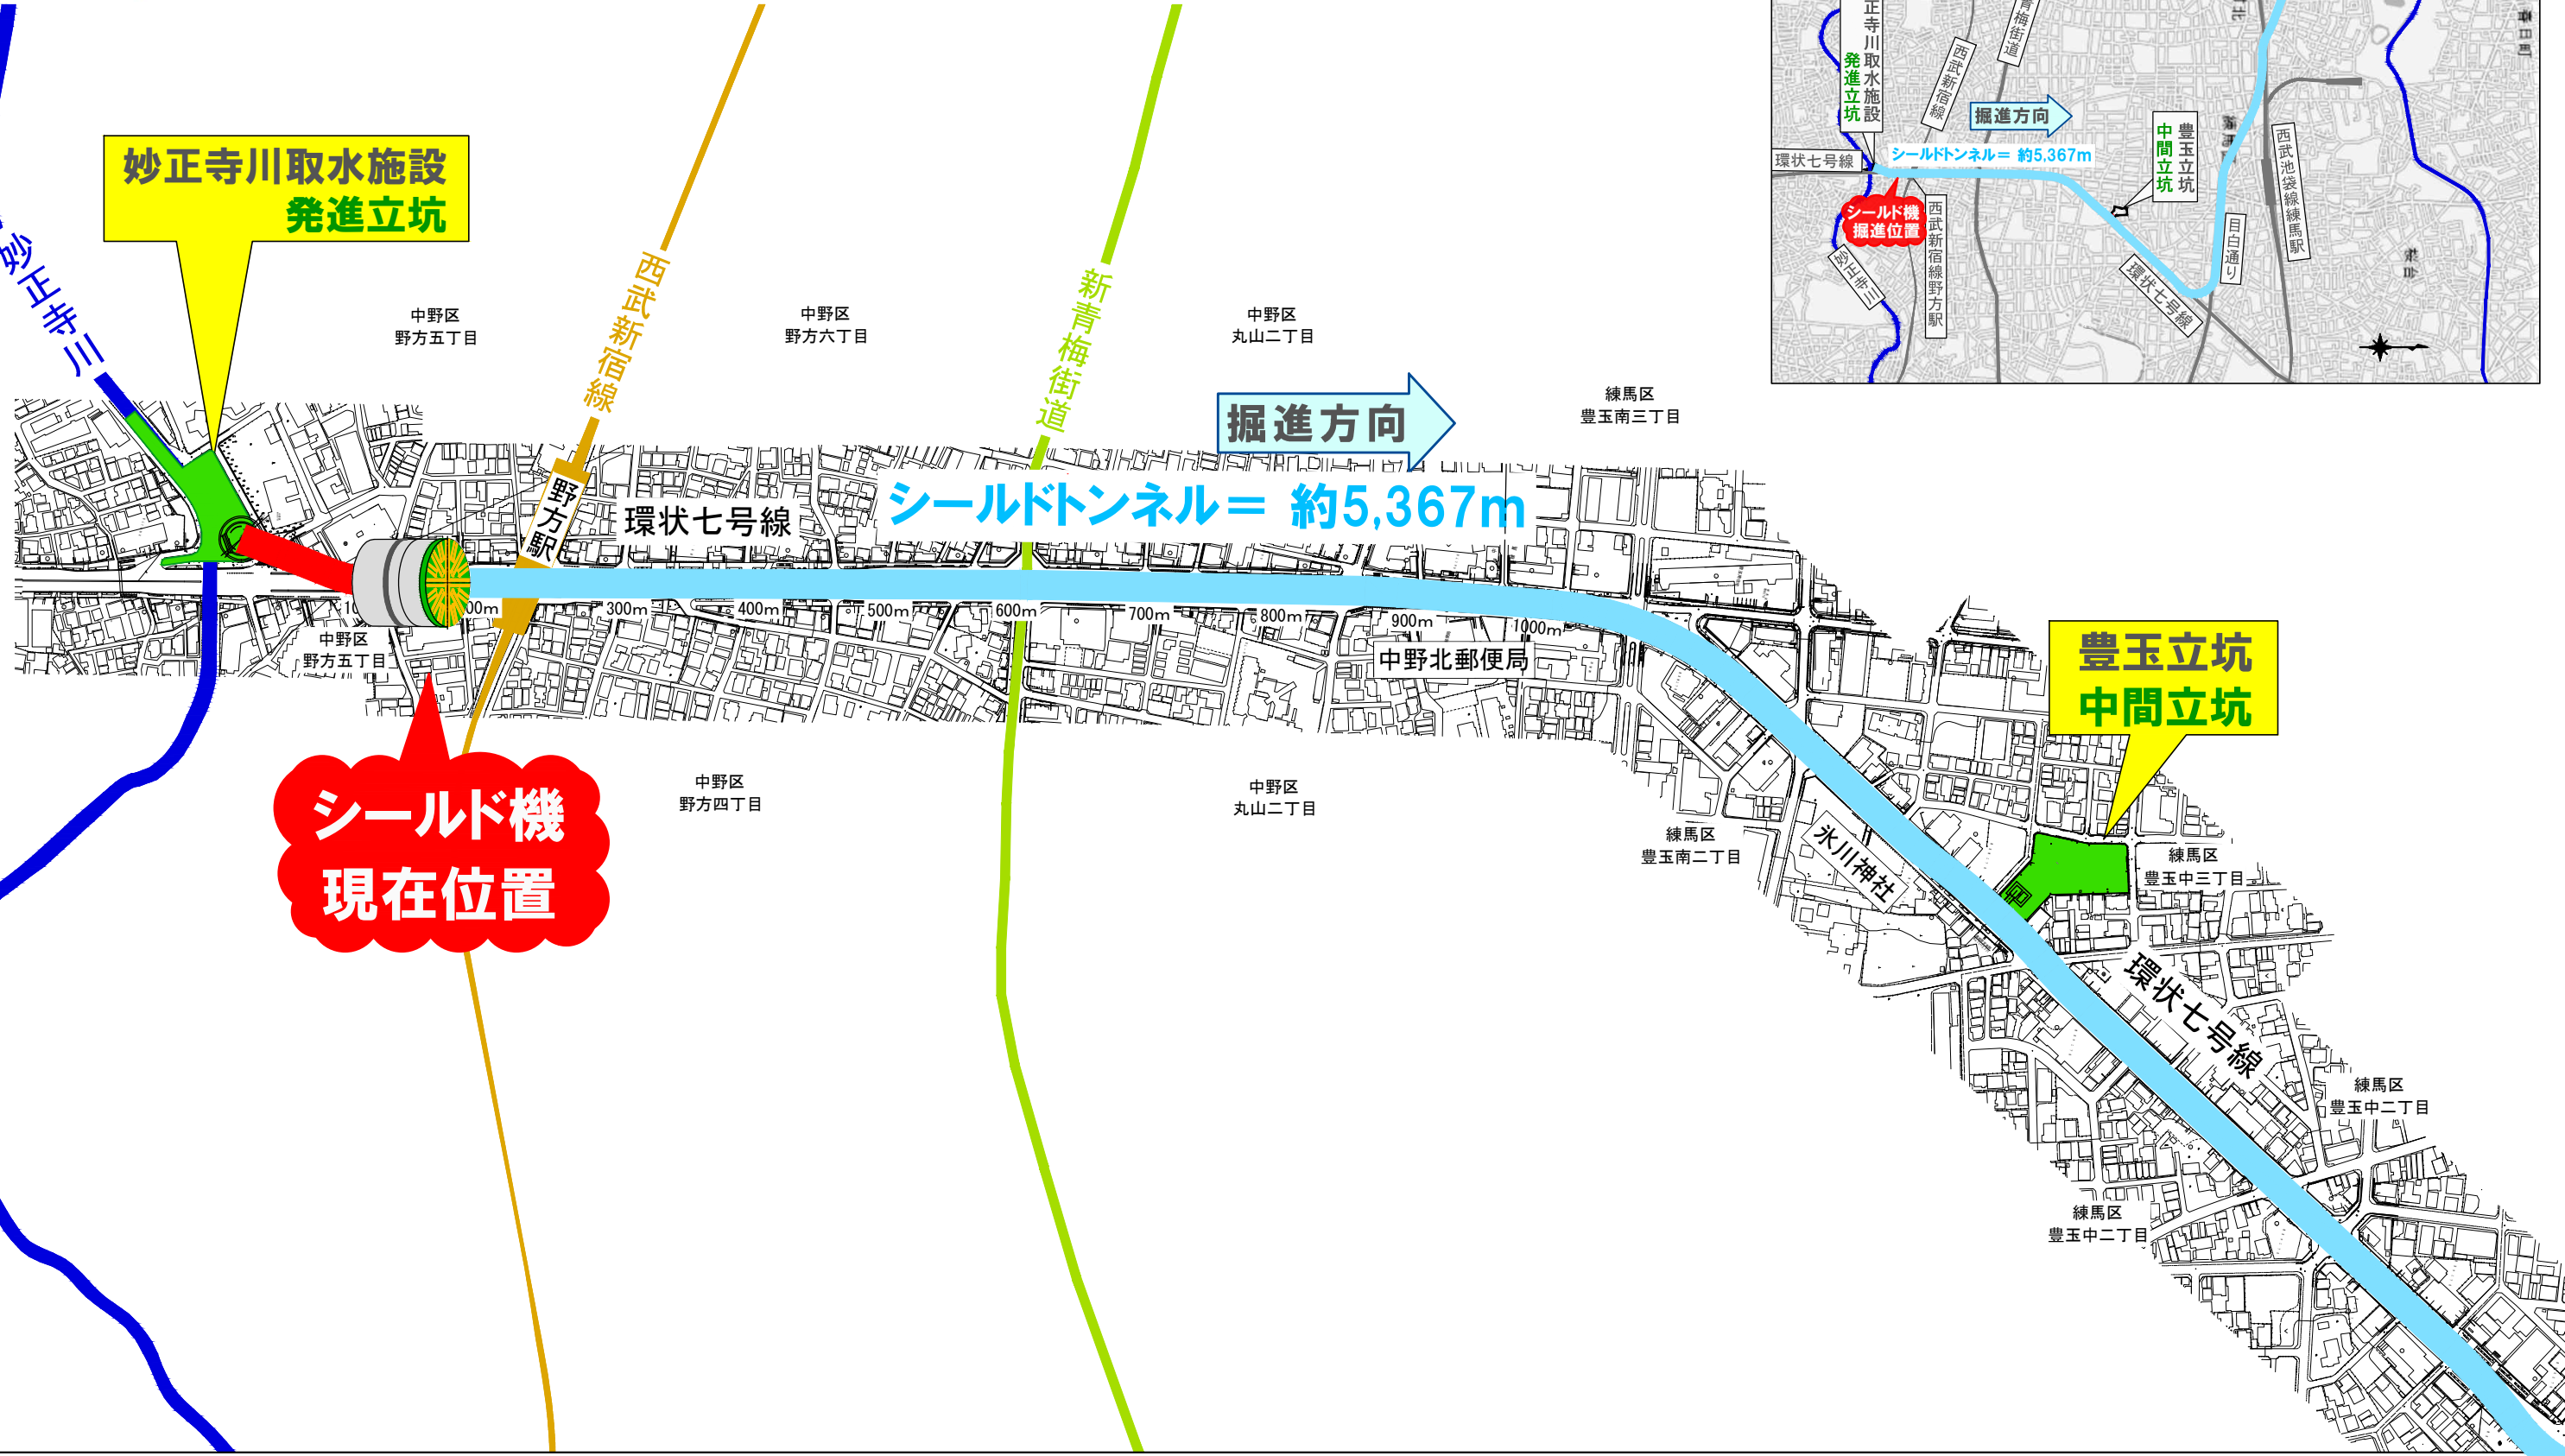 妙正寺川取水施設
発進立坑
妙正寺川
西武新宿線
新青梅街道
中野区
野方五丁目
中野区
野方六丁目
中野区
丸山二丁目
掘進方向
練馬区
豊玉南三丁目
野方駅
環状七号線
シールドトンネル＝ 約5,367m
300m
400m
500m
600m
700m
800m
900m
1000m
中野区
野方五丁目
中野北郵便局
シールド機
現在位置
中野区
野方四丁目
中野区
丸山二丁目
練馬区
豊玉南二丁目
氷川神社
豊玉立坑
中間立坑
練馬区
豊玉中三丁目
環状七号線
練馬区
豊玉中二丁目
練馬区
豊玉中二丁目
正寺川取水施設
発進立坑
西武新宿線
青梅街道
掘進方向
シールドトンネル＝ 約5,367m
環状七号線
シールド機
掘進位置
妙正寺川
西武新宿線野方駅
豊玉立坑
中間立坑
目白通り
西武池袋線練馬駅
環状七号線
春日町